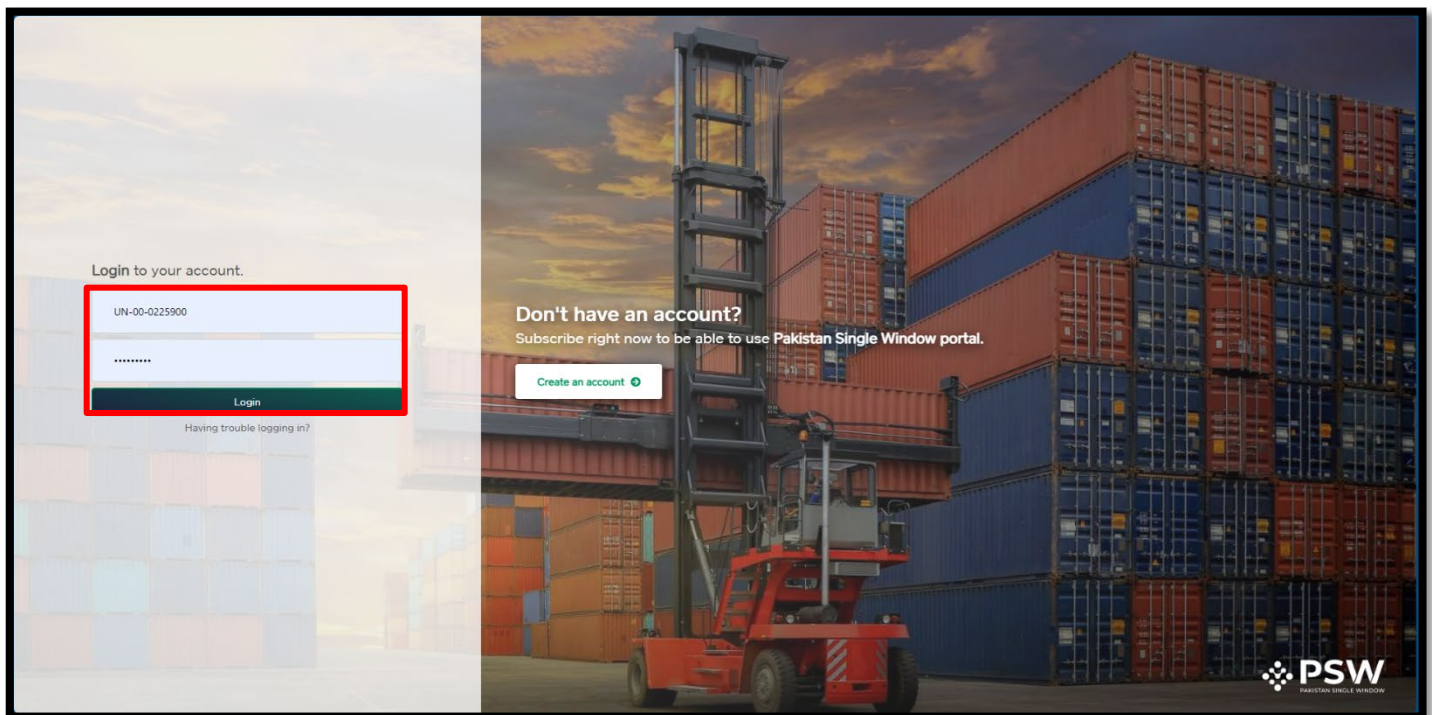 Login to your account.
UN-00-0225900
•••••••••
Login
Having trouble logging in?
Don't have an account?
Subscribe right now to be able to use Pakistan Single Window portal.
Create an account
PSW
PAKISTAN SINGLE WINDOW